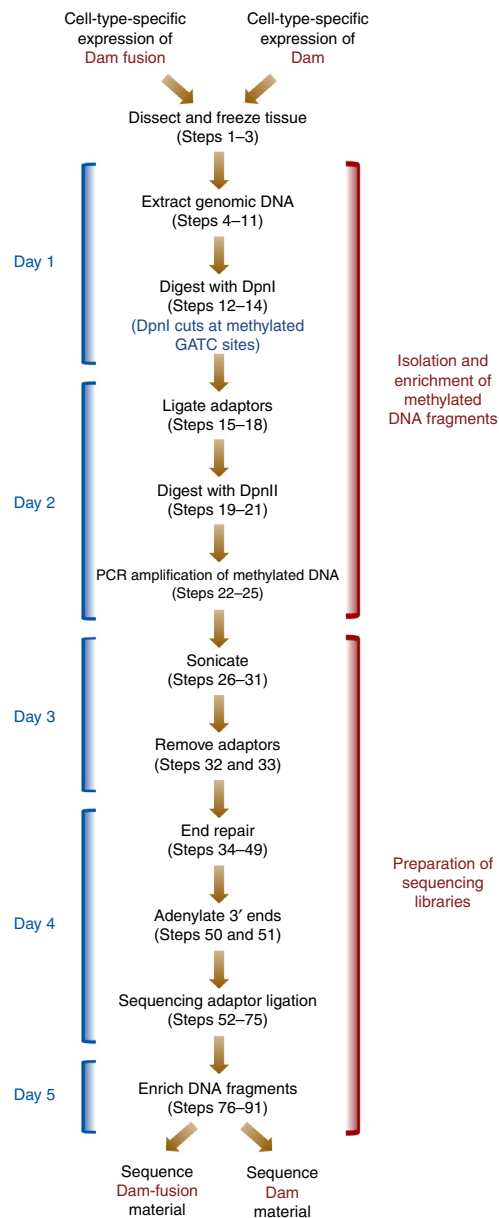 Cell-type-specific
expression of
Dam fusion
Cell-type-specific
expression of
Dam
Dissect and freeze tissue
(Steps 1–3)
Day 1
Extract genomic DNA
(Steps 4–11)
Digest with DpnI
(Steps 12–14)
(DpnI cuts at methylated
GATC sites)
Isolation and
enrichment of
methylated
DNA fragments
Day 2
Ligate adaptors
(Steps 15–18)
Digest with DpnII
(Steps 19–21)
PCR amplification of methylated DNA
(Steps 22–25)
Day 3
Sonicate
(Steps 26–31)
Remove adaptors
(Steps 32 and 33)
Preparation of
sequencing
libraries
Day 4
End repair
(Steps 34–49)
Adenylate 3′ ends
(Steps 50 and 51)
Sequencing adaptor ligation
(Steps 52–75)
Day 5
Enrich DNA fragments
(Steps 76–91)
Sequence
Dam-fusion
material
Sequence
Dam
material